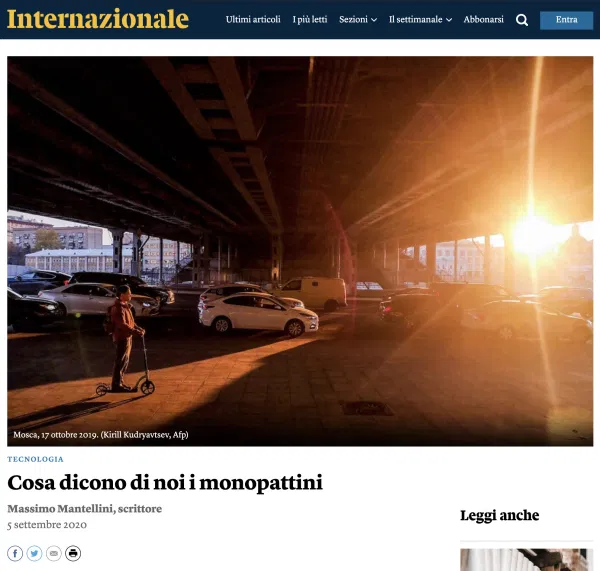 Internazionale
Ultimi articoli I più letti Sezioni Il settimanale Abbonarsi Entra
Mosca, 17 ottobre 2019. (Kirill Kudryavtsev, Afp)
TECNOLOGIA
Cosa dicono di noi i monopattini
Massimo Mantellini, scrittore
5 settembre 2020
Leggi anche